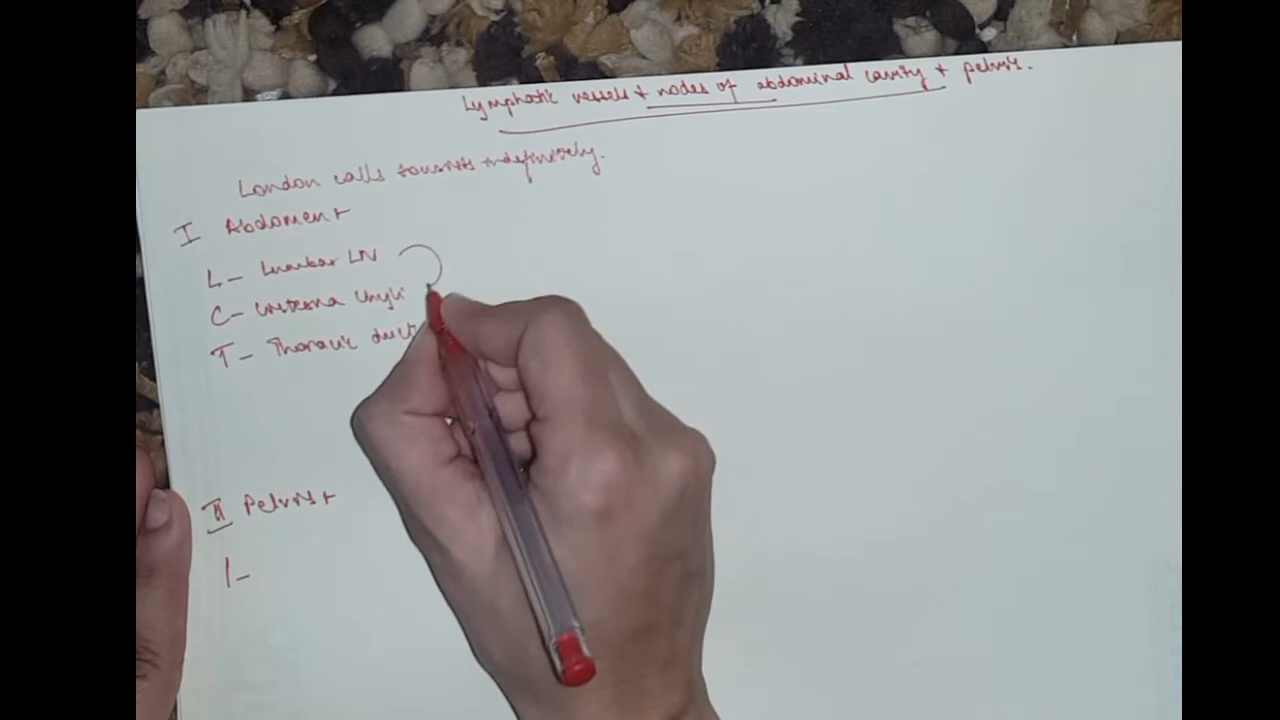 Lymphatic vessels + nodes of abdominal cavity + pelvis.
London calls tourists indefinitely.
I Abdomen +
L - Lumbar LN
C - Cisterna Chyli
T - Thoracic duct
II Pelvis +
I -